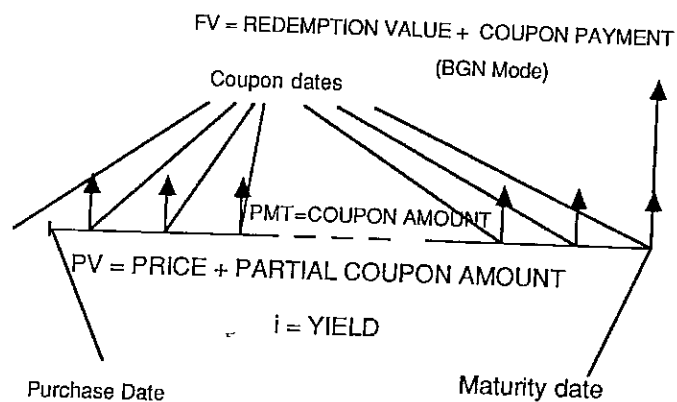 FV = REDEMPTION VALUE + COUPON PAYMENT
(BGN Mode)
Coupon dates
PMT=COUPON AMOUNT
PV = PRICE + PARTIAL COUPON AMOUNT
i = YIELD
Purchase Date
Maturity date